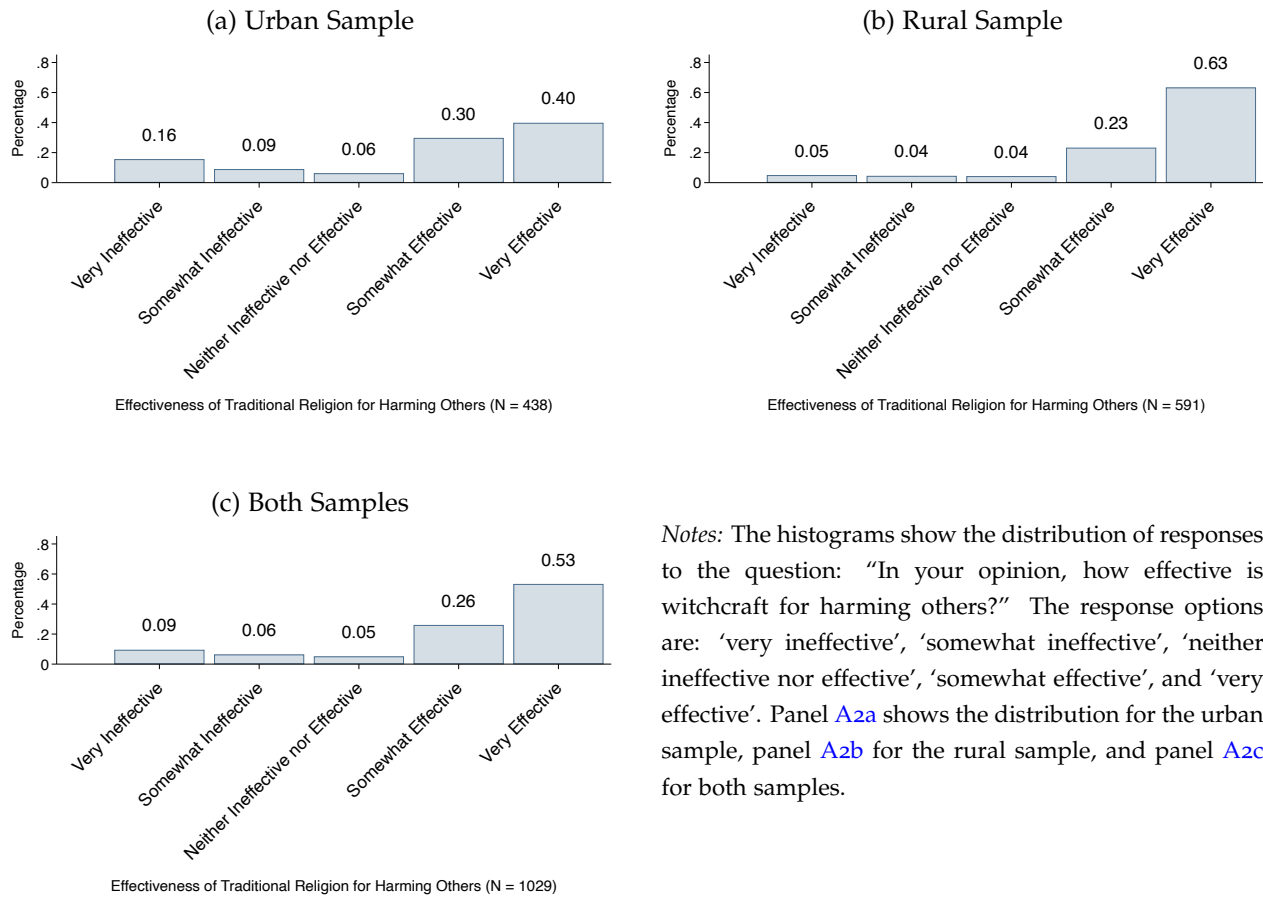 (a) Urban Sample
Percentage
.8
.6
.4
.2
0
0.16
0.09
0.06
0.30
0.40
Very Ineffective
Somewhat Ineffective
Neither Ineffective nor Effective
Somewhat Effective
Very Effective
Effectiveness of Traditional Religion for Harming Others (N = 438)
(b) Rural Sample
Percentage
.8
.6
.4
.2
0
0.05
0.04
0.04
0.23
0.63
Very Ineffective
Somewhat Ineffective
Neither Ineffective nor Effective
Somewhat Effective
Very Effective
Effectiveness of Traditional Religion for Harming Others (N = 591)
(c) Both Samples
Percentage
.8
.6
.4
.2
0
0.09
0.06
0.05
0.26
0.53
Very Ineffective
Somewhat Ineffective
Neither Ineffective nor Effective
Somewhat Effective
Very Effective
Effectiveness of Traditional Religion for Harming Others (N = 1029)
Notes: The histograms show the distribution of responses
to the question: “In your opinion, how effective is
witchcraft for harming others?” The response options
are: ‘very ineffective’, ‘somewhat ineffective’, ‘neither
ineffective nor effective’, ‘somewhat effective’, and ‘very
effective’. Panel A2a shows the distribution for the urban
sample, panel A2b for the rural sample, and panel A2c
for both samples.